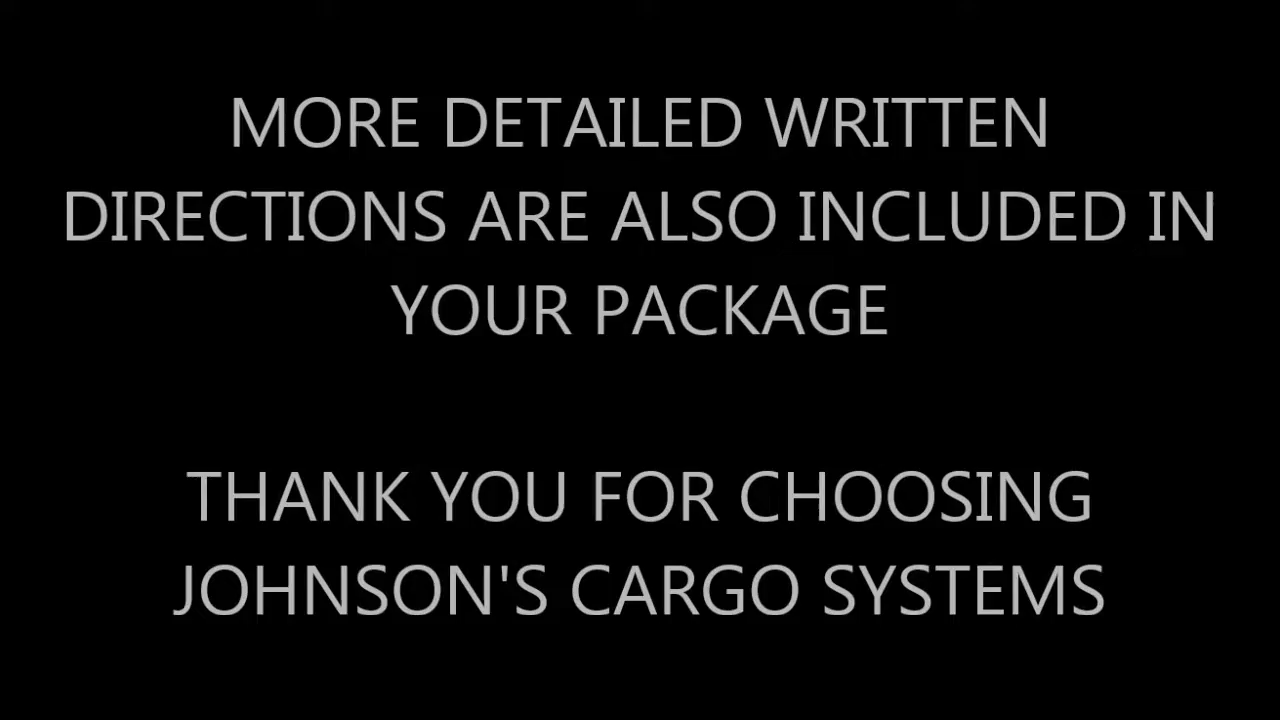 MORE DETAILED WRITTEN
DIRECTIONS ARE ALSO INCLUDED IN
YOUR PACKAGE
THANK YOU FOR CHOOSING
JOHNSON'S CARGO SYSTEMS